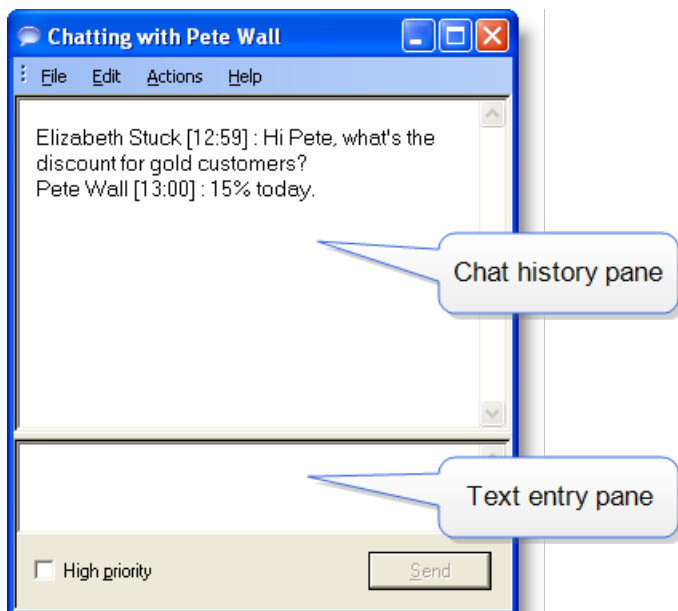 Chatting with Pete Wall
File Edit Actions Help
Elizabeth Stuck [12:59] : Hi Pete, what's the
discount for gold customers?
Pete Wall [13:00] : 15% today.
Chat history pane
Text entry pane
High priority
Send